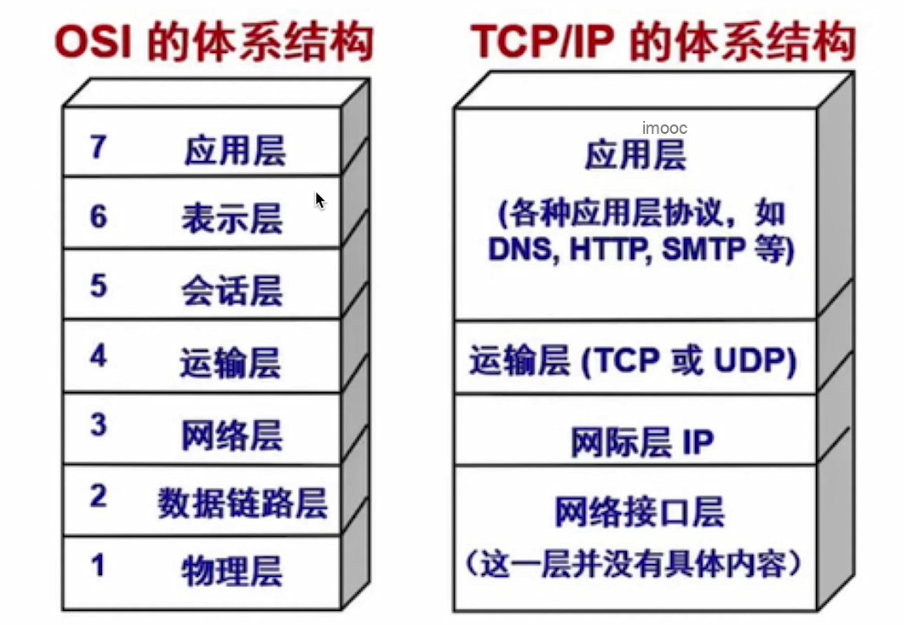 OSI 的体系结构
7 应用层
6 表示层
5 会话层
4 运输层
3 网络层
2 数据链路层
1 物理层
TCP/IP 的体系结构
imooc
应用层
(各种应用层协议，如
DNS, HTTP, SMTP 等)
运输层 (TCP 或 UDP)
网际层 IP
网络接口层
（这一层并没有具体内容）